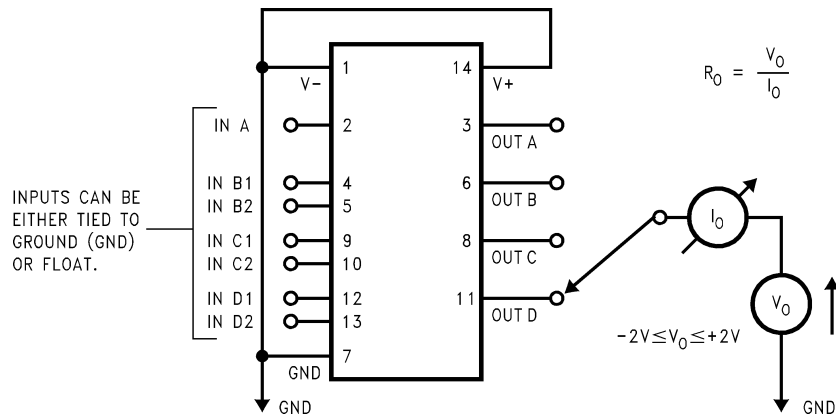 1 14
V- V+
R_O = V_O / I_O
IN A 2 3
OUT A
IN B1 4 6
IN B2 5 OUT B
INPUTS CAN BE
EITHER TIED TO
GROUND (GND)
OR FLOAT.
IN C1 9 8
IN C2 10 OUT C
IN D1 12 11
IN D2 13 OUT D
7
GND
GND
I_O
V_O
-2V≤V_O≤+2V
GND